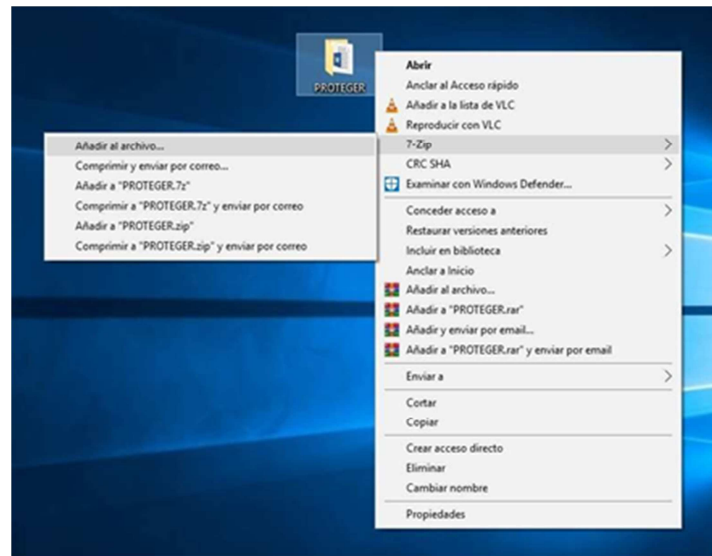 PROTEGER
Abrir
Anclar al Acceso rápido
Añadir a la lista de VLC
Reproducir con VLC
7-Zip
CRC SHA
Examinar con Windows Defender...
Conceder acceso a
Restaurar versiones anteriores
Incluir en biblioteca
Anclar a Inicio
Añadir al archivo...
Añadir a "PROTEGER.rar"
Añadir y enviar por email...
Añadir a "PROTEGER.rar" y enviar por email
Enviar a
Cortar
Copiar
Crear acceso directo
Eliminar
Cambiar nombre
Propiedades
Añadir al archivo...
Comprimir y enviar por correo...
Añadir a "PROTEGER.7z"
Comprimir a "PROTEGER.7z" y enviar por correo
Añadir a "PROTEGER.zip"
Comprimir a "PROTEGER.zip" y enviar por correo